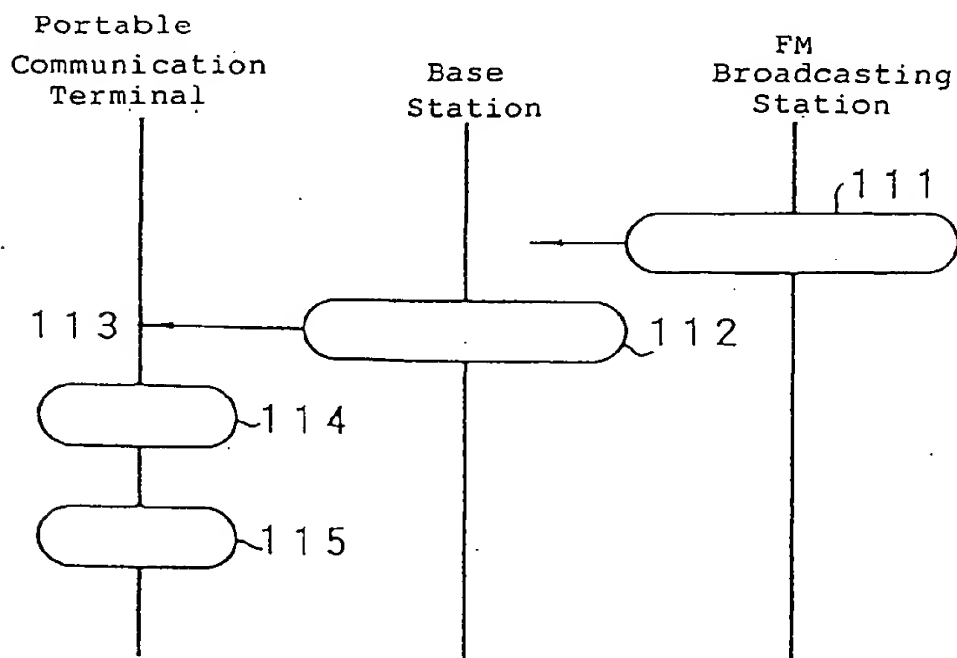 Portable
Communication
Terminal
Base
Station
FM
Broadcasting
Station
111
113
112
114
115